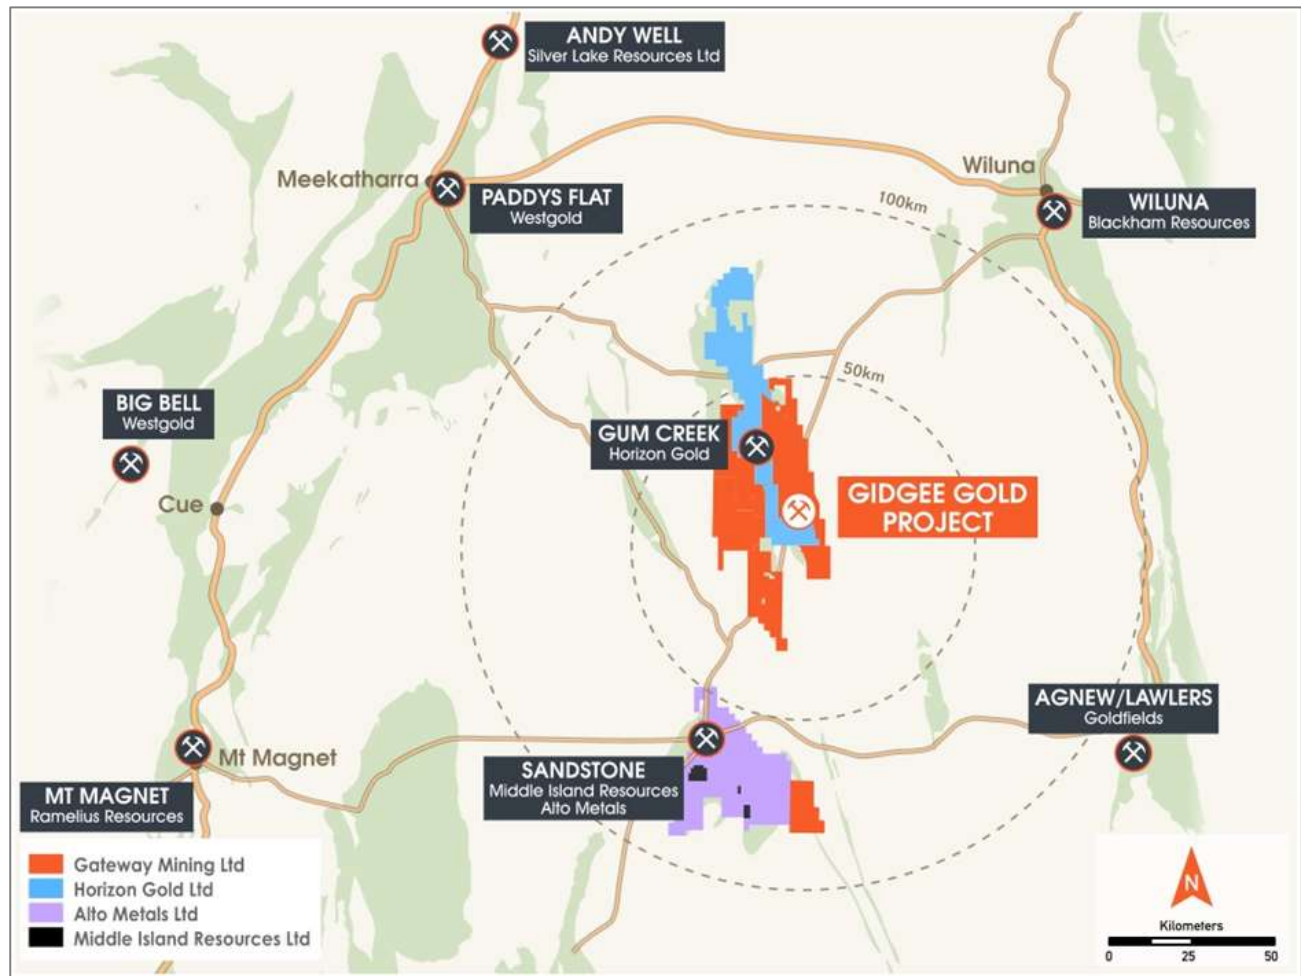 ANDY WELL
Silver Lake Resources Ltd
Meekatharra
PADDYS FLAT
Westgold
Wiluna
WILUNA
Blackham Resources
100km
50km
BIG BELL
Westgold
Cue
GUM CREEK
Horizon Gold
GIDGEE GOLD
PROJECT
AGNEW/LAWLERS
Goldfields
Mt Magnet
MT MAGNET
Ramelius Resources
SANDSTONE
Middle Island Resources
Alto Metals
Gateway Mining Ltd
Horizon Gold Ltd
Alto Metals Ltd
Middle Island Resources Ltd
N
Kilometers
0 25 50